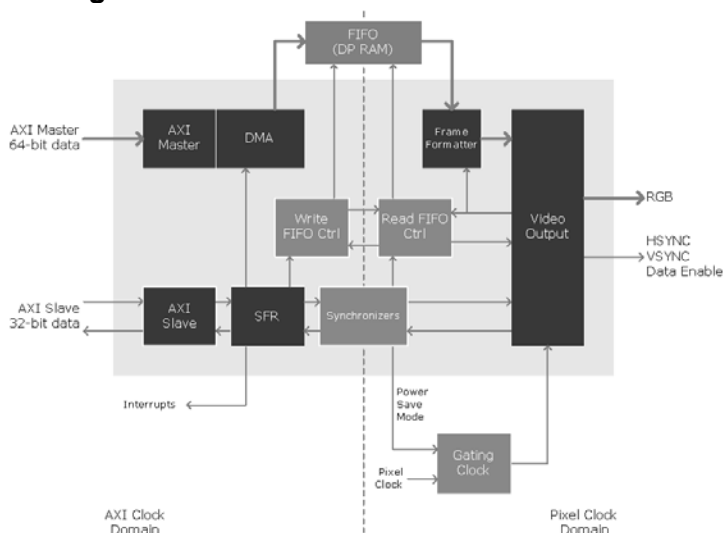 FIFO
(DP RAM)
AXI Master
64-bit data
AXI
Master
DMA
Frame
Formatter
Write
FIFO Ctrl
Read FIFO
Ctrl
Video
Output
RGB
HSYNC
VSYNC
Data Enable
AXI Slave
32-bit data
AXI
Slave
SFR
Synchronizers
Interrupts
Power
Save
Mode
Pixel
Clock
Gating
Clock
AXI Clock
Domain
Pixel Clock
Domain